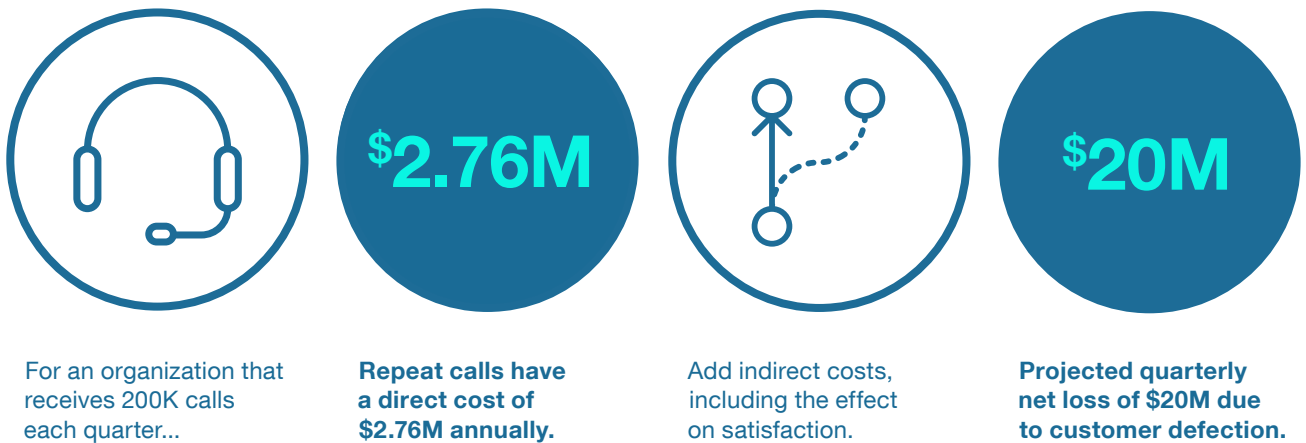 $2.76M
$20M
For an organization that
receives 200K calls
each quarter...
Repeat calls have
a direct cost of
$2.76M annually.
Add indirect costs,
including the effect
on satisfaction.
Projected quarterly
net loss of $20M due
to customer defection.